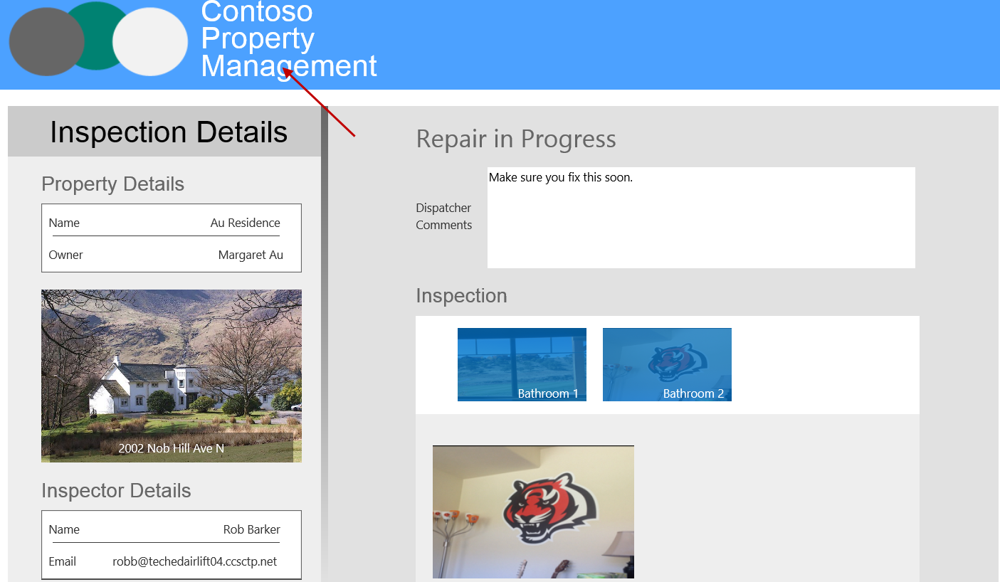 Contoso
Property
Management
Inspection Details
Property Details
Name Au Residence
Owner Margaret Au
2002 Nob Hill Ave N
Inspector Details
Name Rob Barker
Email robb@techedairlift04.ccsctp.net
Repair in Progress
Make sure you fix this soon.
Dispatcher
Comments
Inspection
Bathroom 1
Bathroom 2